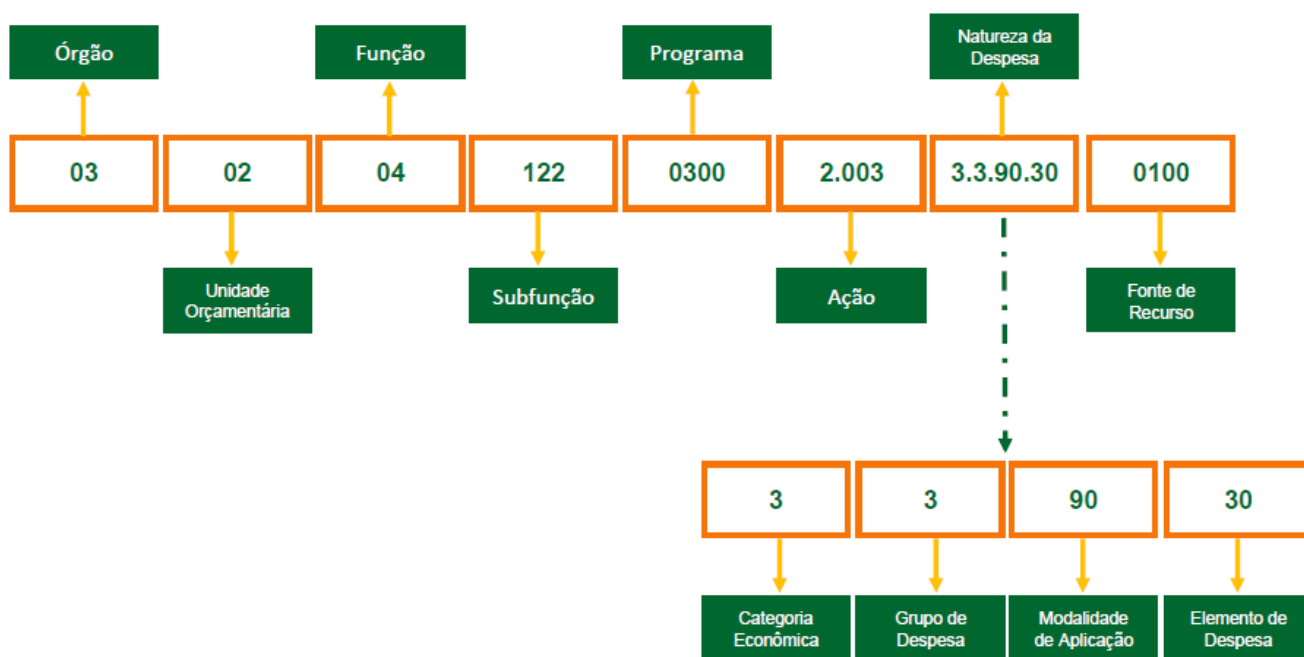 Órgão
Função
Programa
Natureza da
Despesa
03
02
04
122
0300
2.003
3.3.90.30
0100
Unidade
Orçamentária
Subfunção
Ação
Fonte de
Recurso
3
3
90
30
Categoria
Econômica
Grupo de
Despesa
Modalidade
de Aplicação
Elemento de
Despesa